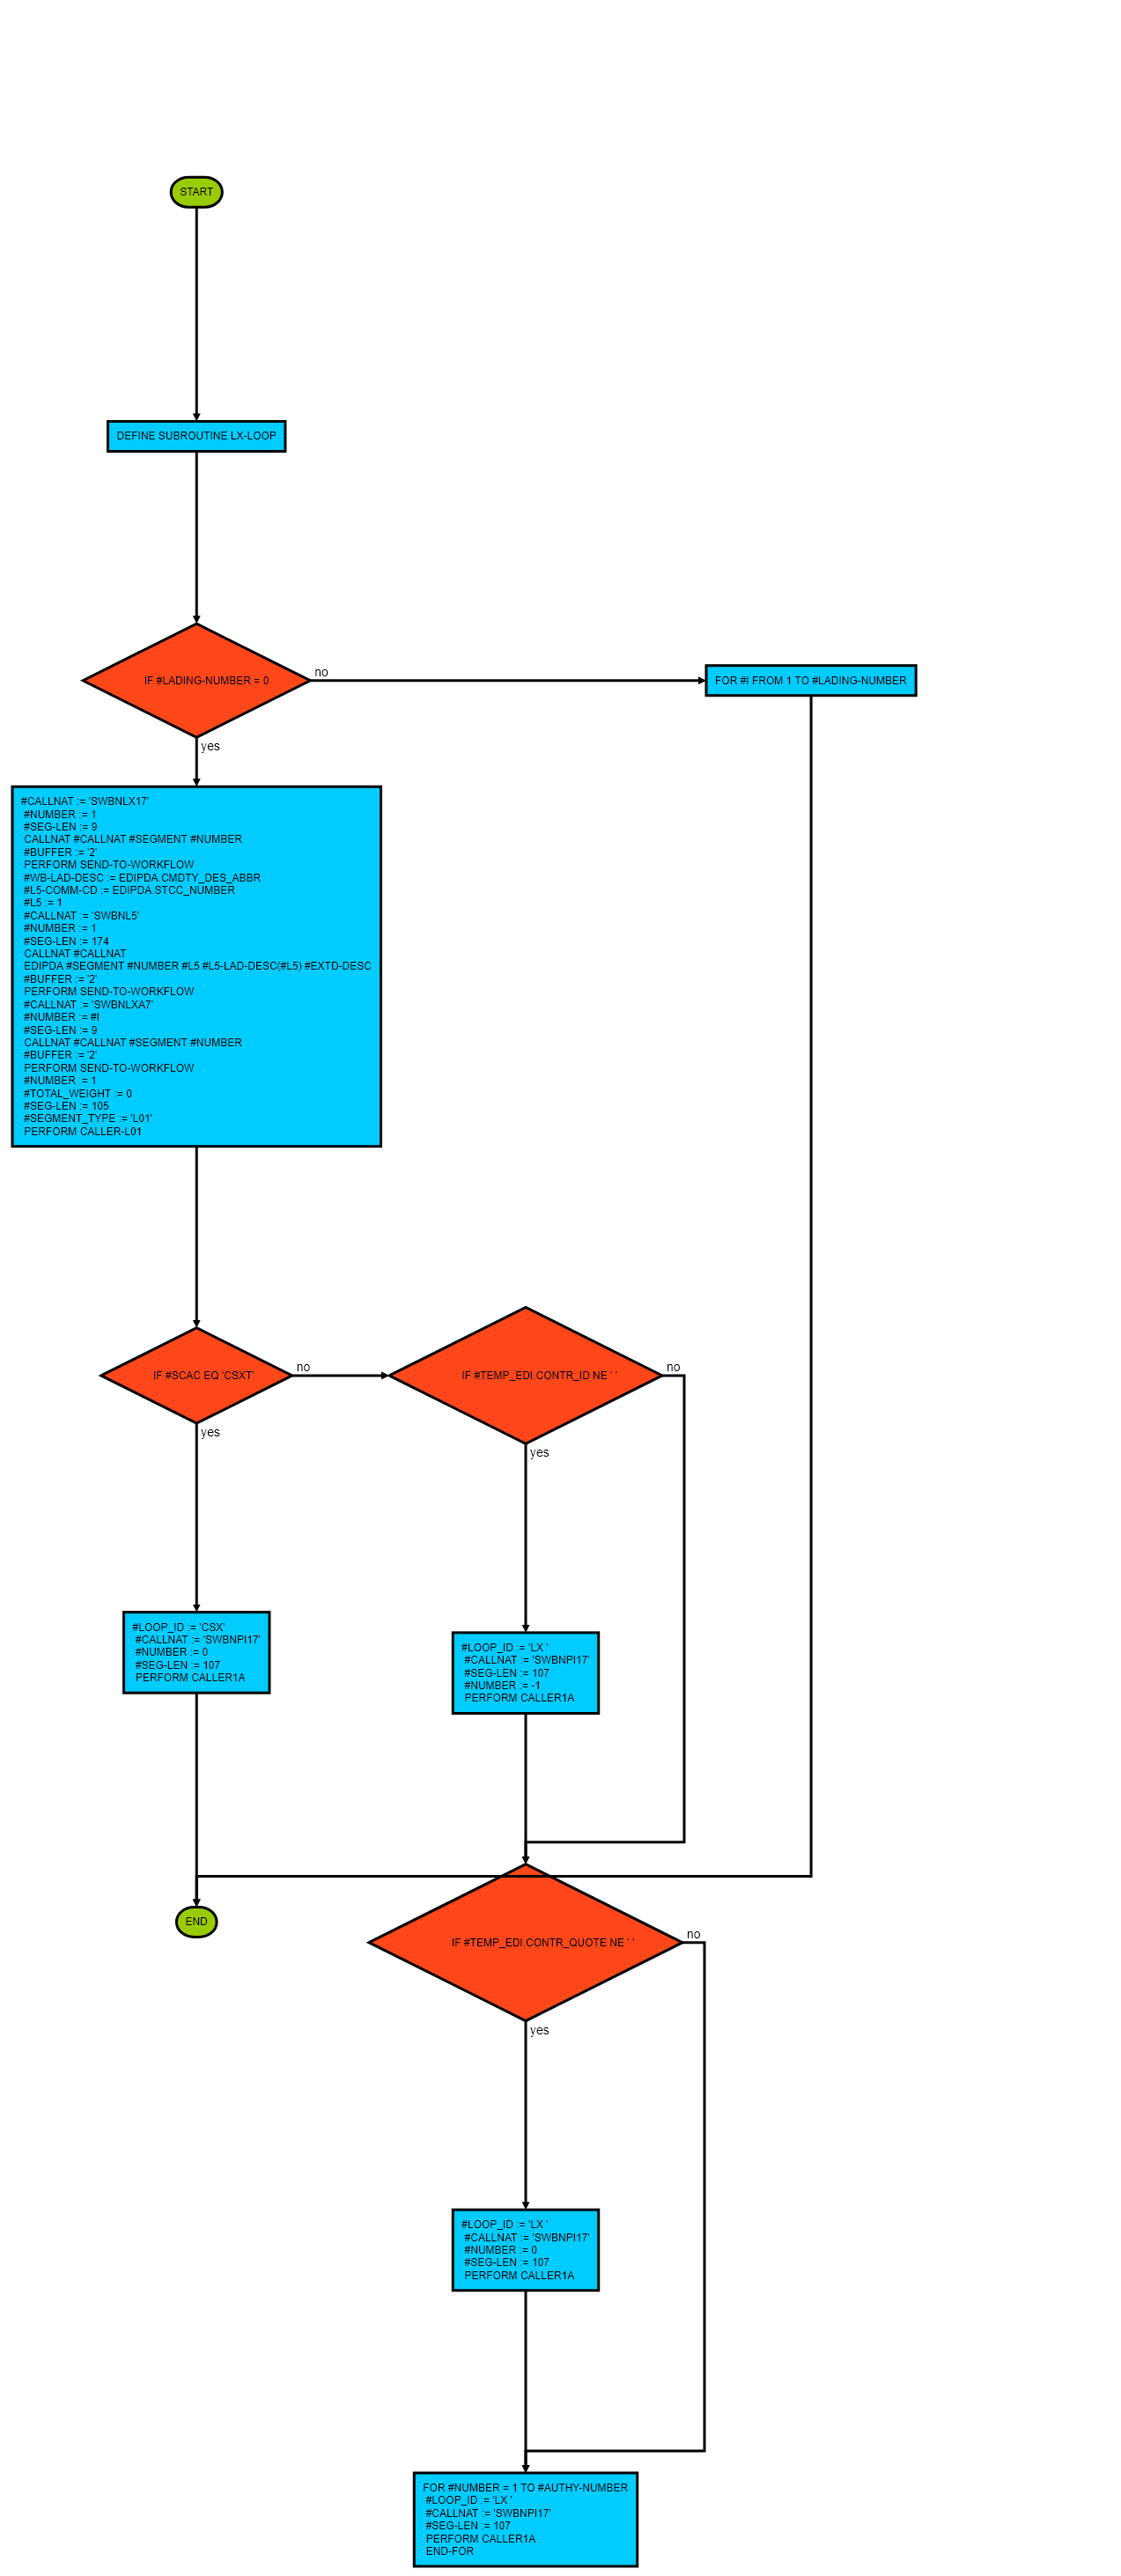 START
DEFINE SUBROUTINE LX-LOOP
IF #LADING-NUMBER = 0
no
FOR #I FROM 1 TO #LADING-NUMBER
yes
#CALLNAT := 'SWBNLX17'
#NUMBER := 1
#SEG-LEN := 9
CALLNAT #CALLNAT #SEGMENT #NUMBER
#BUFFER := '2'
PERFORM SEND-TO-WORKFLOW
#WB-LAD-DESC := EDIPDA.CMDTY_DES_ABBR
#L5-COMM-CD := EDIPDA.STCC_NUMBER
#L5 := 1
#CALLNAT := 'SWBNL5'
#NUMBER := 1
#SEG-LEN := 174
CALLNAT #CALLNAT
EDIPDA #SEGMENT #NUMBER #L5 #L5-LAD-DESC(#L5) #EXTD-DESC
#BUFFER := '2'
PERFORM SEND-TO-WORKFLOW
#CALLNAT := 'SWBNLXA7'
#NUMBER := #I
#SEG-LEN := 9
CALLNAT #CALLNAT #SEGMENT #NUMBER
#BUFFER := '2'
PERFORM SEND-TO-WORKFLOW
#NUMBER := 1
#TOTAL_WEIGHT := 0
#SEG-LEN := 105
#SEGMENT_TYPE := 'L01'
PERFORM CALLER-L01
IF #SCAC EQ 'CSXT'
no
IF #TEMP_EDI.CONTR_ID NE ' '
no
yes
yes
#LOOP_ID := 'CSX'
#CALLNAT := 'SWBNPI17'
#NUMBER := 0
#SEG-LEN := 107
PERFORM CALLER1A
#LOOP_ID := 'LX '
#CALLNAT := 'SWBNPI17'
#SEG-LEN := 107
#NUMBER := -1
PERFORM CALLER1A
END
IF #TEMP_EDI.CONTR_QUOTE NE ' '
no
yes
#LOOP_ID := 'LX '
#CALLNAT := 'SWBNPI17'
#NUMBER := 0
#SEG-LEN := 107
PERFORM CALLER1A
FOR #NUMBER = 1 TO #AUTHY-NUMBER
#LOOP_ID := 'LX '
#CALLNAT := 'SWBNPI17'
#SEG-LEN := 107
PERFORM CALLER1A
END-FOR